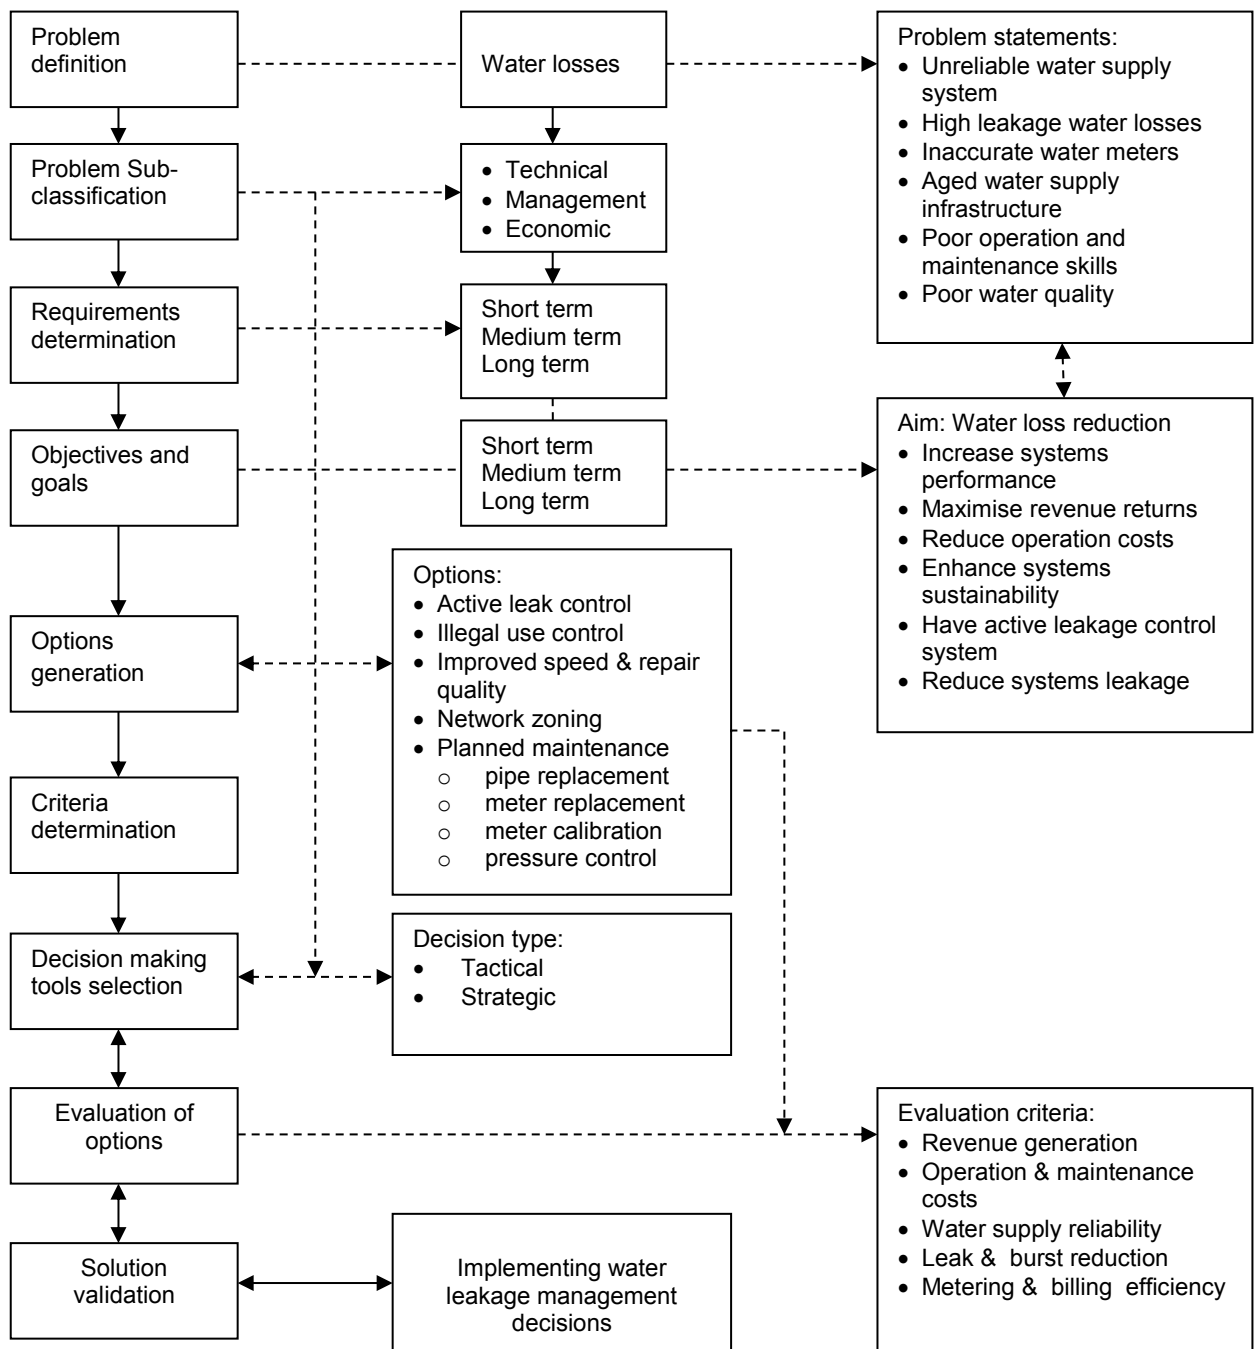 Problem
definition
Water losses
Problem statements:
• Unreliable water supply
system
• High leakage water losses
• Inaccurate water meters
• Aged water supply
infrastructure
• Poor operation and
maintenance skills
• Poor water quality
Problem Sub-
classification
• Technical
• Management
• Economic
Requirements
determination
Short term
Medium term
Long term
Objectives and
goals
Short term
Medium term
Long term
Aim: Water loss reduction
• Increase systems
performance
• Maximise revenue returns
• Reduce operation costs
• Enhance systems
sustainability
• Have active leakage control
system
• Reduce systems leakage
Options
generation
Options:
• Active leak control
• Illegal use control
• Improved speed & repair
quality
• Network zoning
• Planned maintenance
o pipe replacement
o meter replacement
o meter calibration
o pressure control
Criteria
determination
Decision making
tools selection
Decision type:
• Tactical
• Strategic
Evaluation of
options
Evaluation criteria:
• Revenue generation
• Operation & maintenance
costs
• Water supply reliability
• Leak & burst reduction
• Metering & billing efficiency
Solution
validation
Implementing water
leakage management
decisions